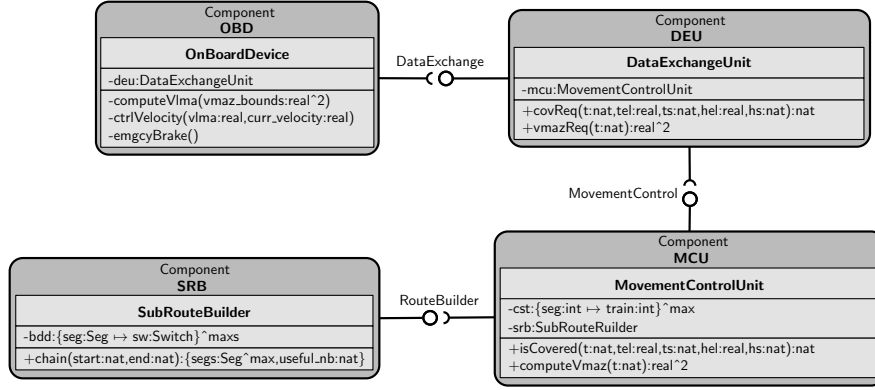 Component
OBD
OnBoardDevice
-deu:DataExchangeUnit
-computeVlma(vmaz_bounds:real^2)
-ctrlVelocity(vlma:real,curr_velocity:real)
-emgcyBrake()
DataExchange
Component
DEU
DataExchangeUnit
-mcu:MovementControlUnit
+covReq(t:nat,tel:real,ts:nat,hel:real,hs:nat):nat
+vmazReq(t:nat):real^2
MovementControl
Component
SRB
SubRouteBuilder
-bdd:{seg:Seg ↦ sw:Switch}^maxs
+chain(start:nat,end:nat):{segs:Seg^max,useful_nb:nat}
RouteBuilder
Component
MCU
MovementControlUnit
-cst:{seg:int ↦ train:int}^max
-srb:SubRouteRuilder
+isCovered(t:nat,tel:real,ts:nat,hel:real,hs:nat):nat
+computeVmaz(t:nat):real^2